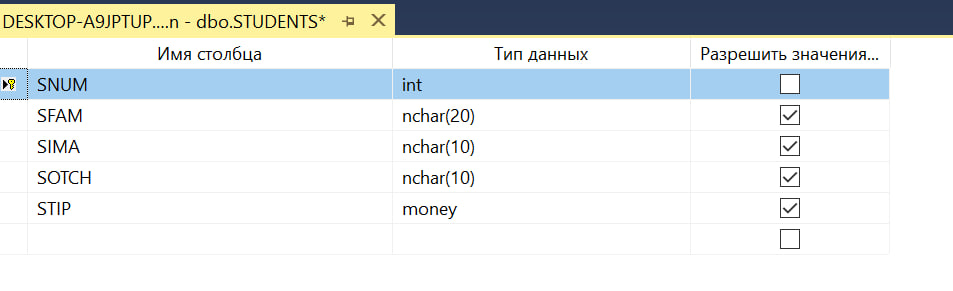 DESKTOP-A9JPTUP....n - dbo.STUDENTS*
Имя столбца Тип данных Разрешить значения...
SNUM int
SFAM nchar(20)
SIMA nchar(10)
SOTCH nchar(10)
STIP money